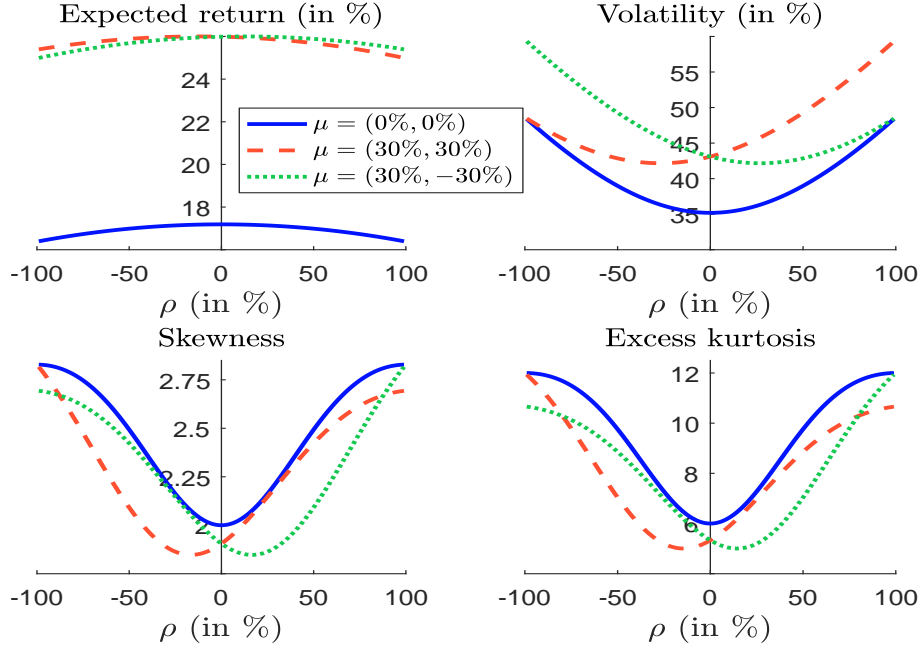 Expected return (in %)
24
22
20
18
-100 -50 0 50 100
ρ (in %)
μ = (0%, 0%)
μ = (30%, 30%)
μ = (30%, −30%)
Volatility (in %)
55
50
45
40
35
-100 -50 0 50 100
ρ (in %)
Skewness
2.75
2.5
2.25
2
-100 -50 0 50 100
ρ (in %)
Excess kurtosis
12
10
8
6
-100 -50 0 50 100
ρ (in %)